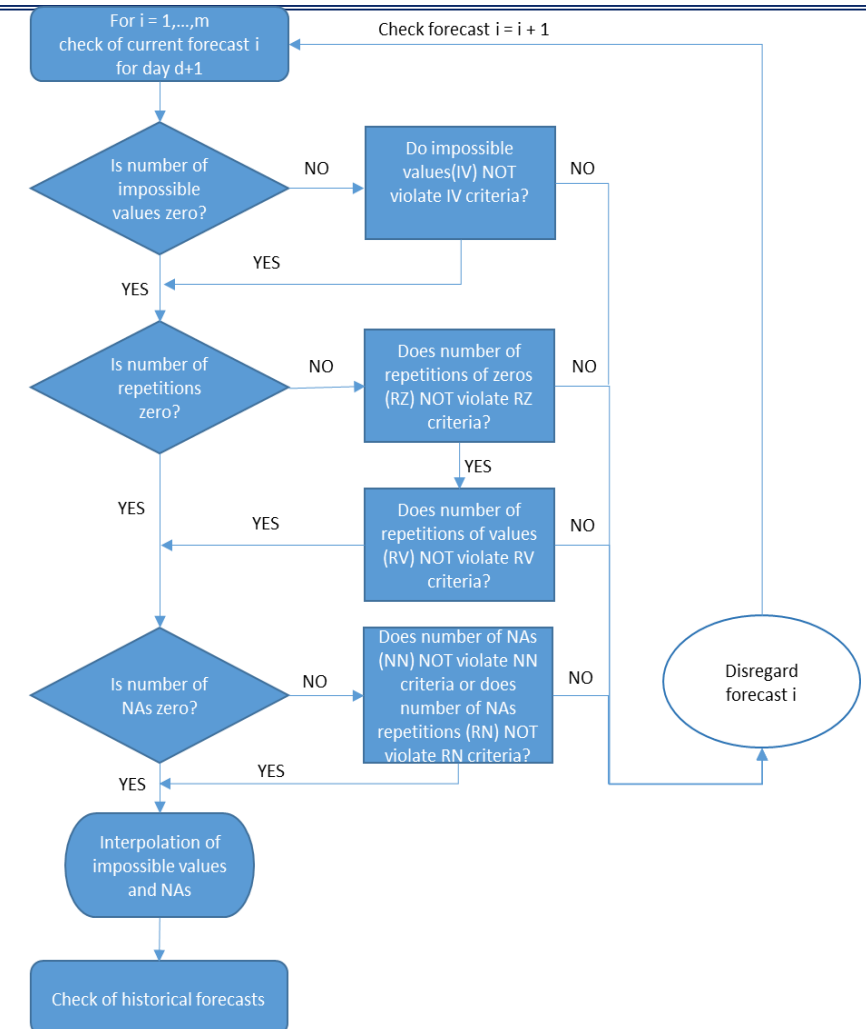 For i = 1,...,m
check of current forecast i
for day d+1
Check forecast i = i + 1
Is number of
impossible
values zero?
NO
Do impossible
values(IV) NOT
violate IV criteria?
NO
YES
YES
Is number of
repetitions
zero?
NO
Does number of
repetitions of zeros
(RZ) NOT violate RZ
criteria?
NO
YES
YES
YES
Does number of
repetitions of values
(RV) NOT violate RV
criteria?
NO
Is number of
NAs zero?
NO
Does number of NAs
(NN) NOT violate NN
criteria or does
number of NAs
repetitions (RN) NOT
violate RN criteria?
NO
Disregard
forecast i
YES
YES
Interpolation of
impossible values
and NAs
Check of historical forecasts